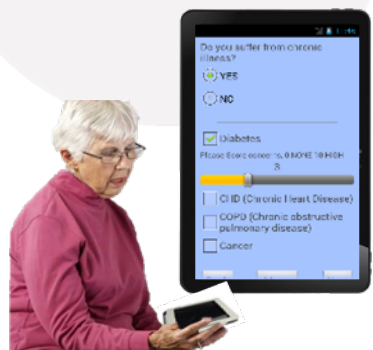 Do you suffer from chronic
illness?
YES
NO
Diabetes
Please Score concerns, 0 NONE 10 HIGH
3
CHD (Chronic Heart Disease)
COPD (Chronic obstructive
pulmonary disease)
Cancer